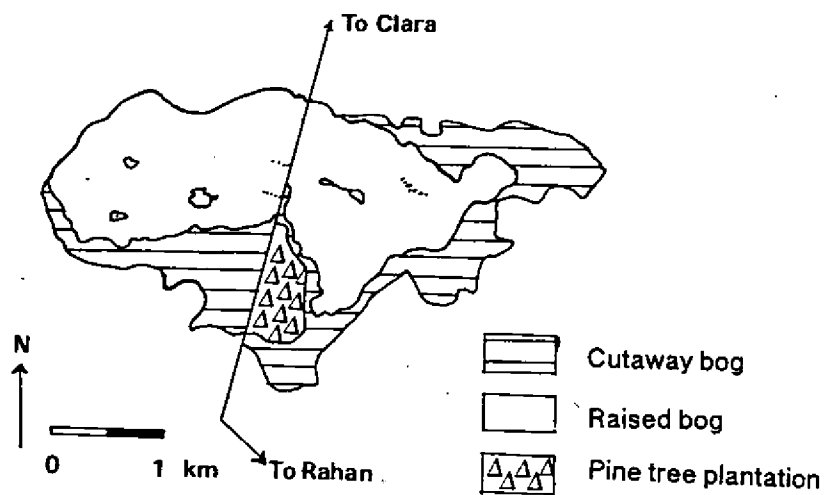 To Clara
N
0 1 km
To Rahan
Cutaway bog
Raised bog
Pine tree plantation